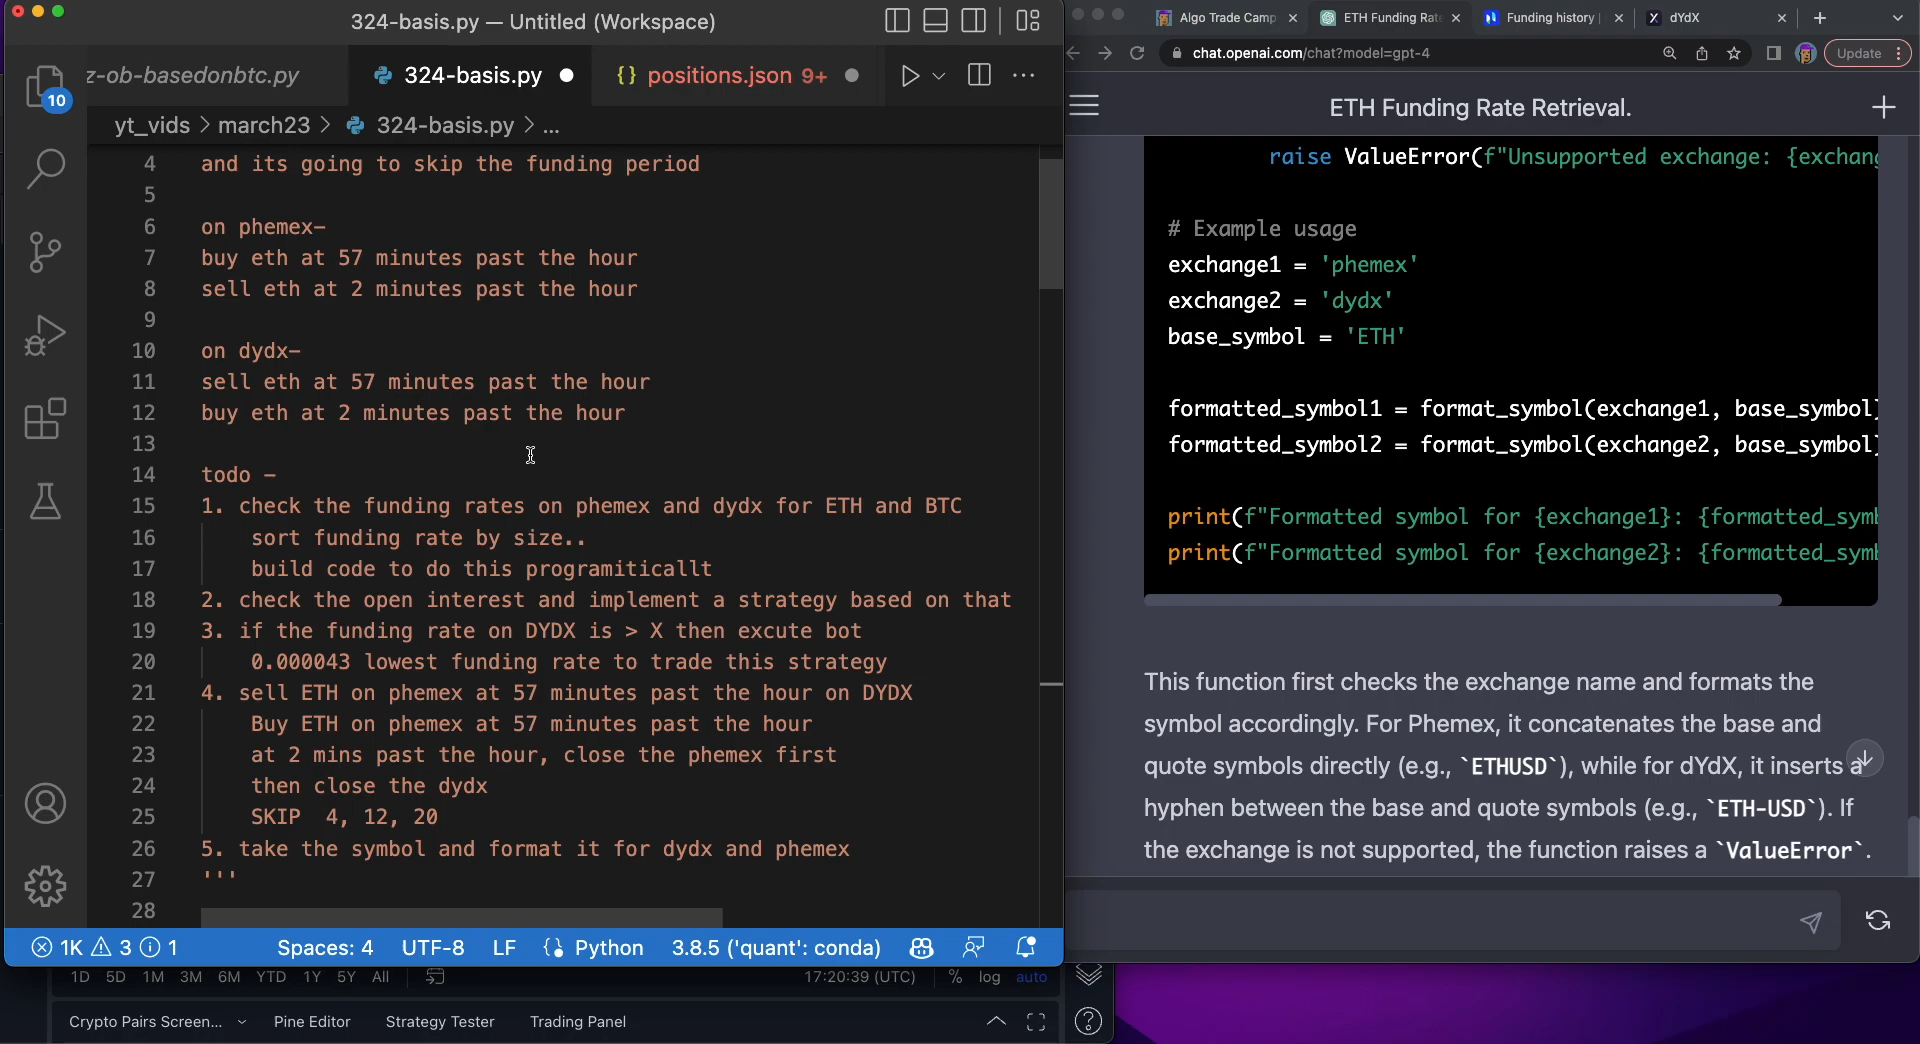 324-basis.py — Untitled (Workspace)
z-ob-basedonbtc.py
324-basis.py
{} positions.json 9+
yt_vids > march23 > 324-basis.py > ...
10
4 and its going to skip the funding period
5
6 on phemex-
7 buy eth at 57 minutes past the hour
8 sell eth at 2 minutes past the hour
9
10 on dydx-
11 sell eth at 57 minutes past the hour
12 buy eth at 2 minutes past the hour
13
14 todo -
15 1. check the funding rates on phemex and dydx for ETH and BTC
16 sort funding rate by size..
17 build code to do this programiticallt
18 2. check the open interest and implement a strategy based on that
19 3. if the funding rate on DYDX is > X then excute bot
20 0.000043 lowest funding rate to trade this strategy
21 4. sell ETH on phemex at 57 minutes past the hour on DYDX
22 Buy ETH on phemex at 57 minutes past the hour
23 at 2 mins past the hour, close the phemex first
24 then close the dydx
25 SKIP 4, 12, 20
26 5. take the symbol and format it for dydx and phemex
27 '''
28
1K 3 1 Spaces: 4 UTF-8 LF {} Python 3.8.5 ('quant': conda)
1D 5D 1M 3M 6M YTD 1Y 5Y All 17:20:39 (UTC) % log auto
Crypto Pairs Screen... Pine Editor Strategy Tester Trading Panel
Algo Trade Camp
ETH Funding Rate
Funding history
dYdX
chat.openai.com/chat?model=gpt-4
Update
ETH Funding Rate Retrieval.
raise ValueError(f"Unsupported exchange: {exchang
# Example usage
exchange1 = 'phemex'
exchange2 = 'dydx'
base_symbol = 'ETH'
formatted_symbol1 = format_symbol(exchange1, base_symbol)
formatted_symbol2 = format_symbol(exchange2, base_symbol)
print(f"Formatted symbol for {exchange1}: {formatted_symb
print(f"Formatted symbol for {exchange2}: {formatted_symb
This function first checks the exchange name and formats the
symbol accordingly. For Phemex, it concatenates the base and
quote symbols directly (e.g., `ETHUSD`), while for dYdX, it inserts a
hyphen between the base and quote symbols (e.g., `ETH-USD`). If
the exchange is not supported, the function raises a `ValueError`.